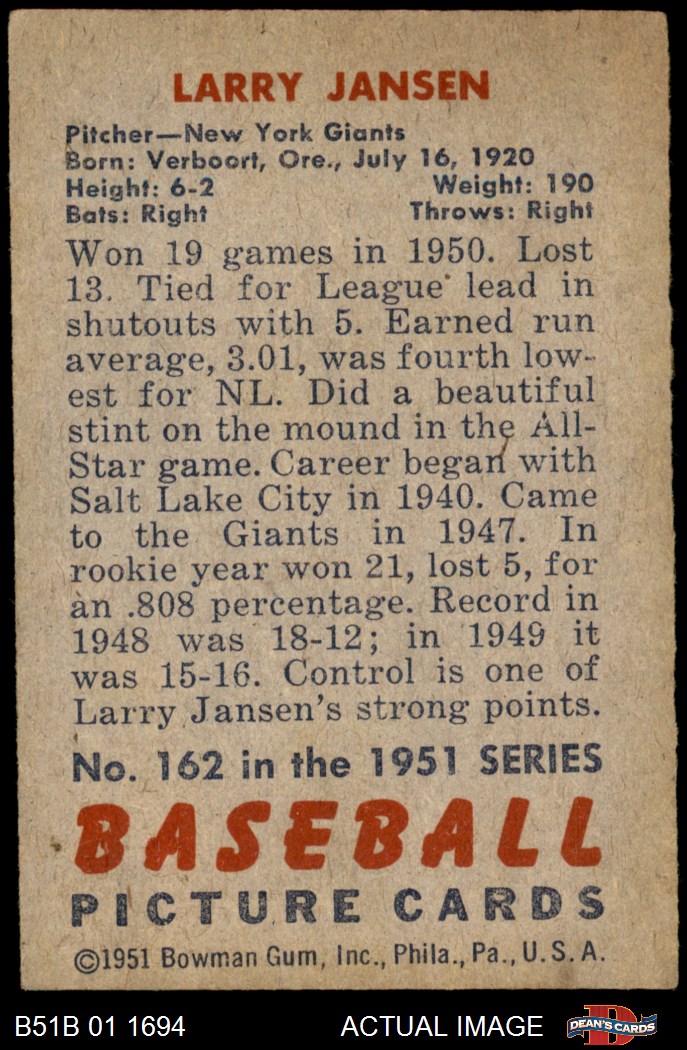 LARRY JANSEN
Pitcher—New York Giants
Born: Verboort, Ore., July 16, 1920
Height: 6-2 Weight: 190
Bats: Right Throws: Right
Won 19 games in 1950. Lost
13. Tied for League lead in
shutouts with 5. Earned run
average, 3.01, was fourth low-
est for NL. Did a beautiful
stint on the mound in the All-
Star game. Career began with
Salt Lake City in 1940. Came
to the Giants in 1947. In
rookie year won 21, lost 5, for
an .808 percentage. Record in
1948 was 18-12; in 1949 it
was 15-16. Control is one of
Larry Jansen's strong points.
No. 162 in the 1951 SERIES
BASEBALL
PICTURE CARDS
©1951 Bowman Gum, Inc., Phila., Pa., U. S. A.
B51B 01 1694 ACTUAL IMAGE DEAN'S CARDS